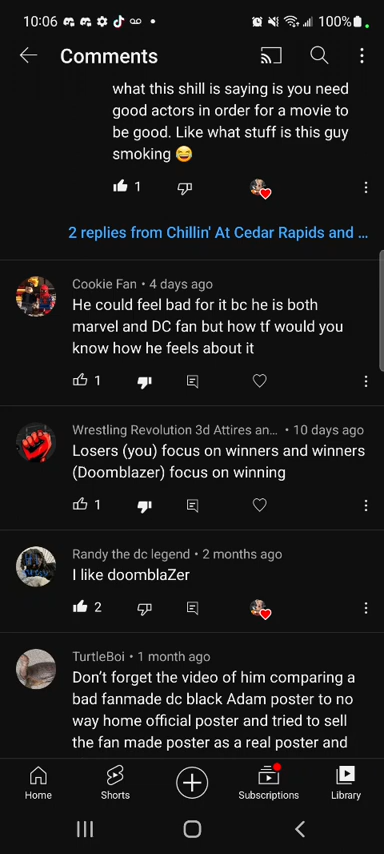 10:06
100%
Comments
what this shill is saying is you need
good actors in order for a movie to
be good. Like what stuff is this guy
smoking 😂
1
2 replies from Chillin' At Cedar Rapids and ...
Cookie Fan • 4 days ago
He could feel bad for it bc he is both
marvel and DC fan but how tf would you
know how he feels about it
1
Wrestling Revolution 3d Attires an... • 10 days ago
Losers (you) focus on winners and winners
(Doomblazer) focus on winning
1
Randy the dc legend • 2 months ago
I like doomblaZer
2
TurtleBoi • 1 month ago
Don't forget the video of him comparing a
bad fanmade dc black Adam poster to no
way home official poster and tried to sell
the fan made poster as a real poster and
Home
Shorts
Subscriptions
Library